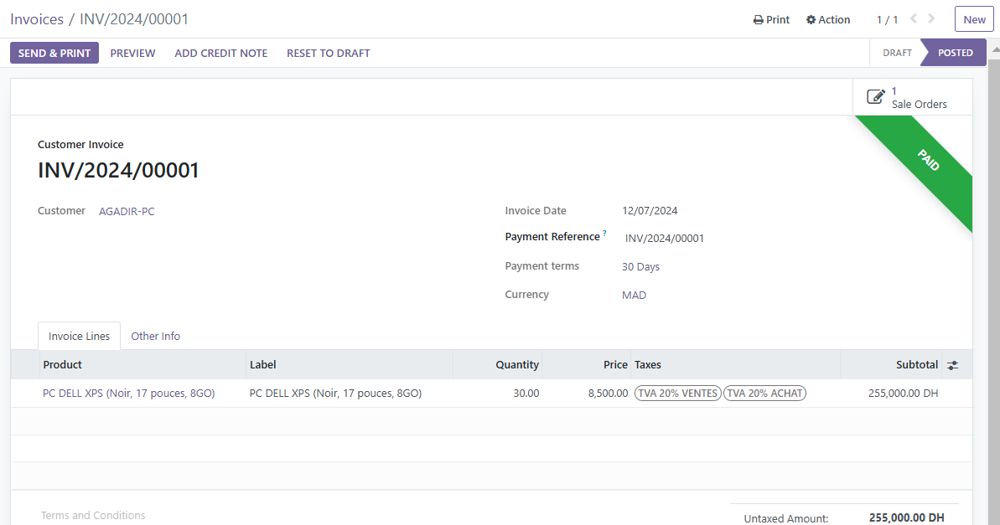 Invoices / INV/2024/00001
Print
Action
1 / 1
New
SEND & PRINT
PREVIEW
ADD CREDIT NOTE
RESET TO DRAFT
DRAFT
POSTED
1
Sale Orders
PAID
Customer Invoice
INV/2024/00001
Customer AGADIR-PC
Invoice Date 12/07/2024
Payment Reference ? INV/2024/00001
Payment terms 30 Days
Currency MAD
Invoice Lines Other Info
Product Label Quantity Price Taxes Subtotal
PC DELL XPS (Noir, 17 pouces, 8GO) PC DELL XPS (Noir, 17 pouces, 8GO) 30.00 8,500.00 TVA 20% VENTES TVA 20% ACHAT 255,000.00 DH
Terms and Conditions
Untaxed Amount: 255,000.00 DH